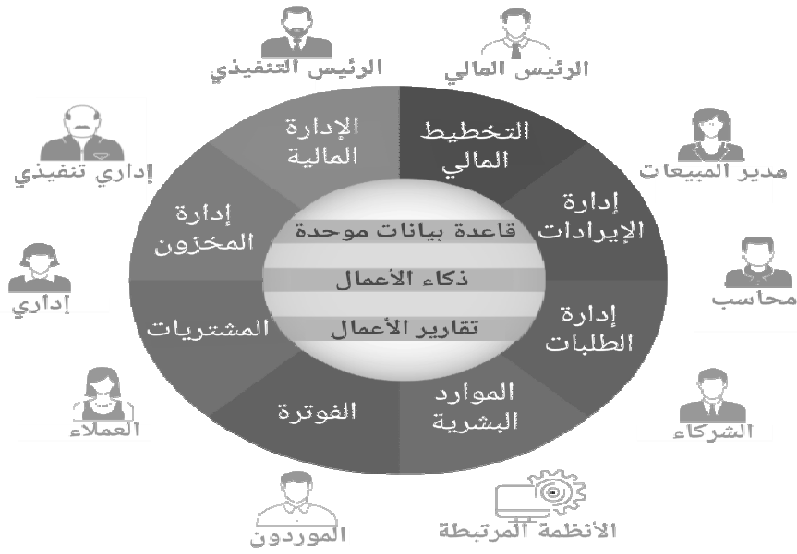 الرئيس المالي
الرئيس التنفيذي
التخطيط
المالي
الإدارة
المالية
مدير المبيعات
إداري تنفيذي
إدارة
الإيرادات
إدارة
المخزون
قاعدة بيانات موحدة
ذكاء الأعمال
تقارير الأعمال
محاسب
إداري
إدارة
الطلبات
المشتريات
الموارد
البشرية
الفوترة
الشركاء
العملاء
الأنظمة المرتبطة
الموردون